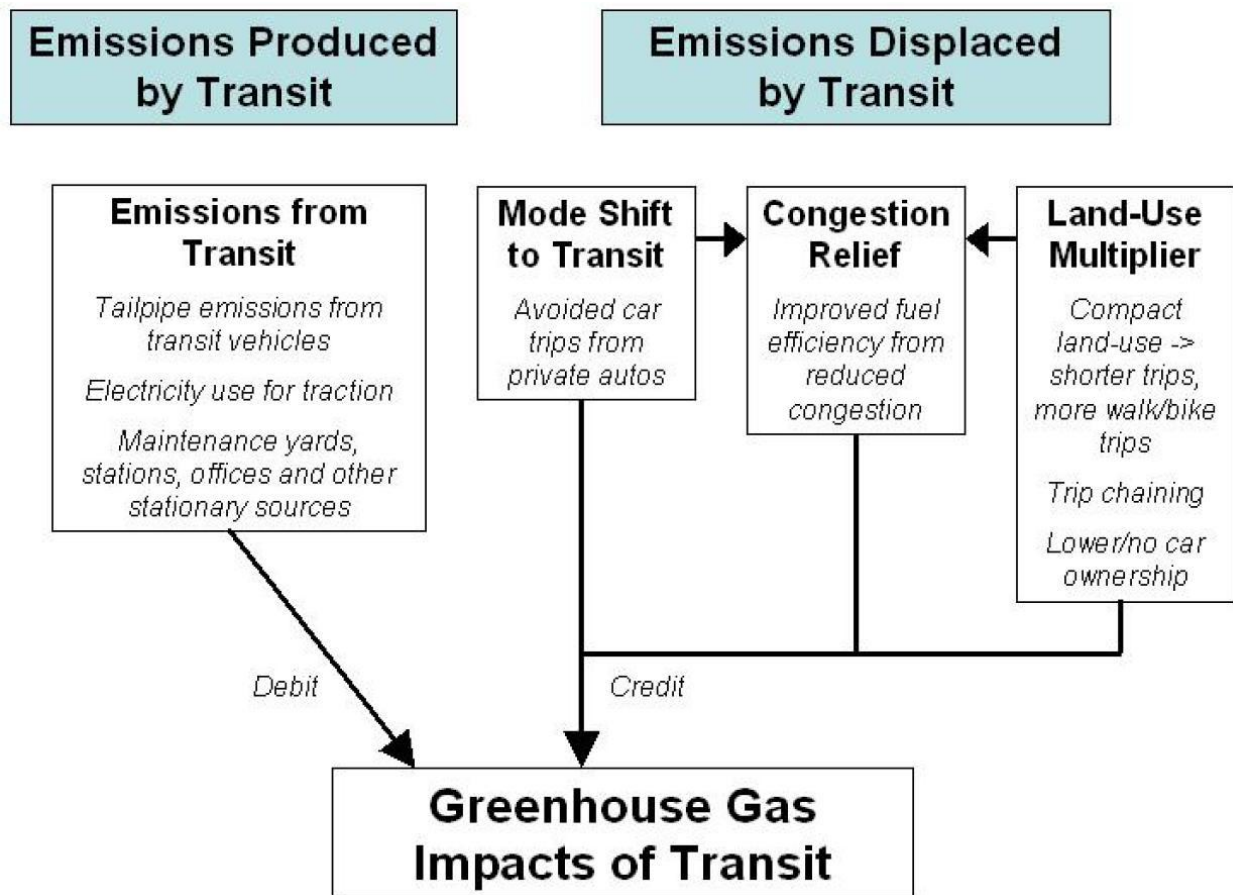 Emissions Produced
by Transit
Emissions Displaced
by Transit
Emissions from
Transit
Tailpipe emissions from
transit vehicles
Electricity use for traction
Maintenance yards,
stations, offices and other
stationary sources
Mode Shift
to Transit
Avoided car
trips from
private autos
Congestion
Relief
Improved fuel
efficiency from
reduced
congestion
Land-Use
Multiplier
Compact
land-use ->
shorter trips,
more walk/bike
trips
Trip chaining
Lower/no car
ownership
Debit
Credit
Greenhouse Gas
Impacts of Transit